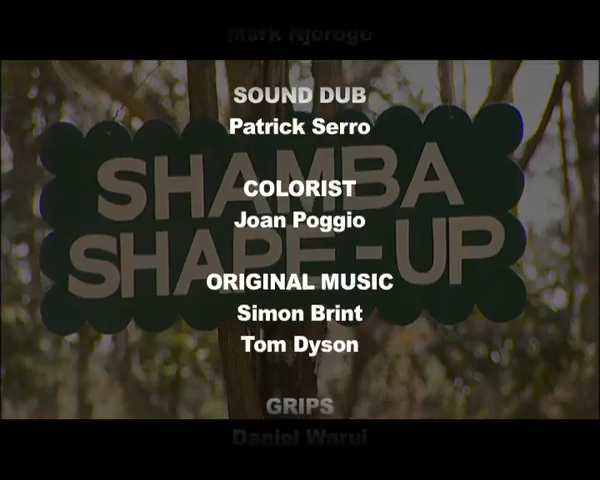 Mark Njoroge
SOUND DUB
Patrick Serro
COLORIST
Joan Poggio
ORIGINAL MUSIC
Simon Brint
Tom Dyson
GRIPS
Daniel Warui
SHAMBA
SHAPE-UP